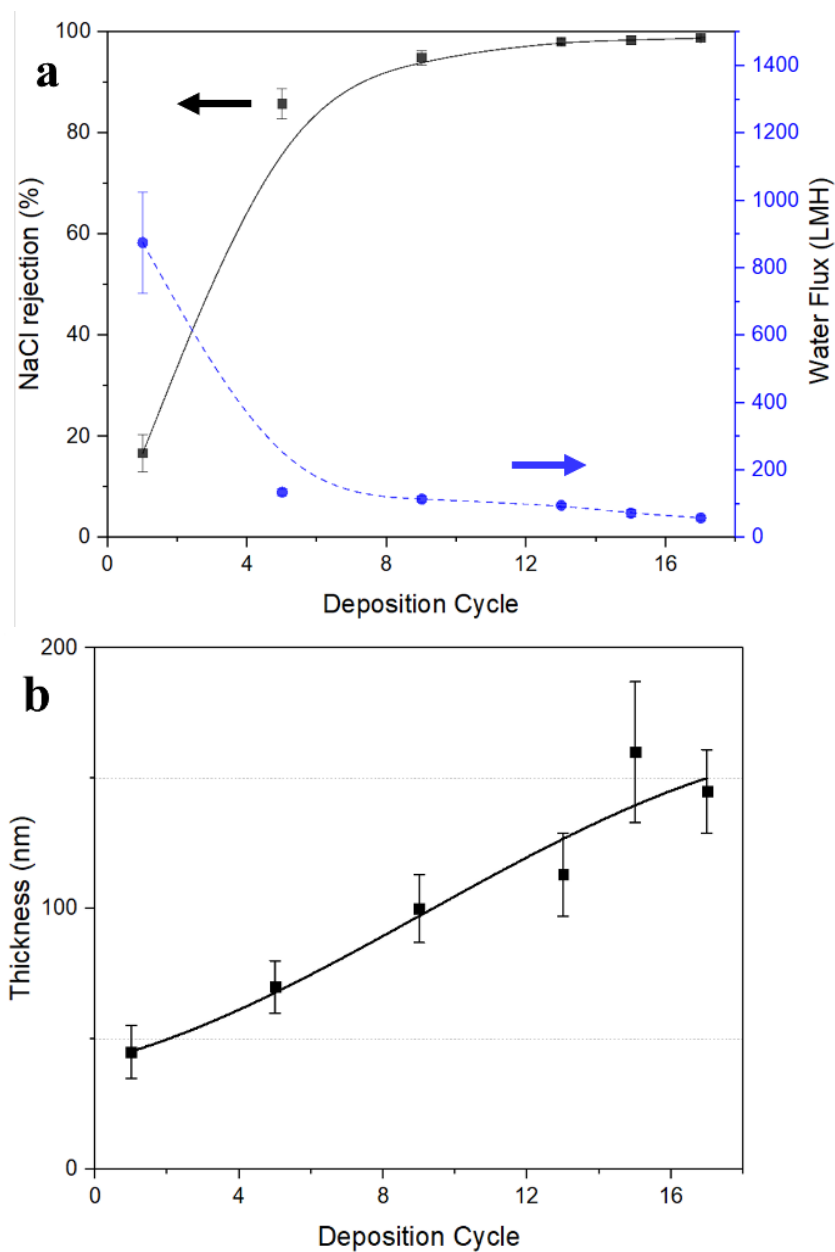 a
NaCl rejection (%)
100
80
60
40
20
0
1400
1200
1000
800
600
400
200
0
Water Flux (LMH)
0 4 8 12 16
Deposition Cycle
b
Thickness (nm)
200
100
0
0 4 8 12 16
Deposition Cycle